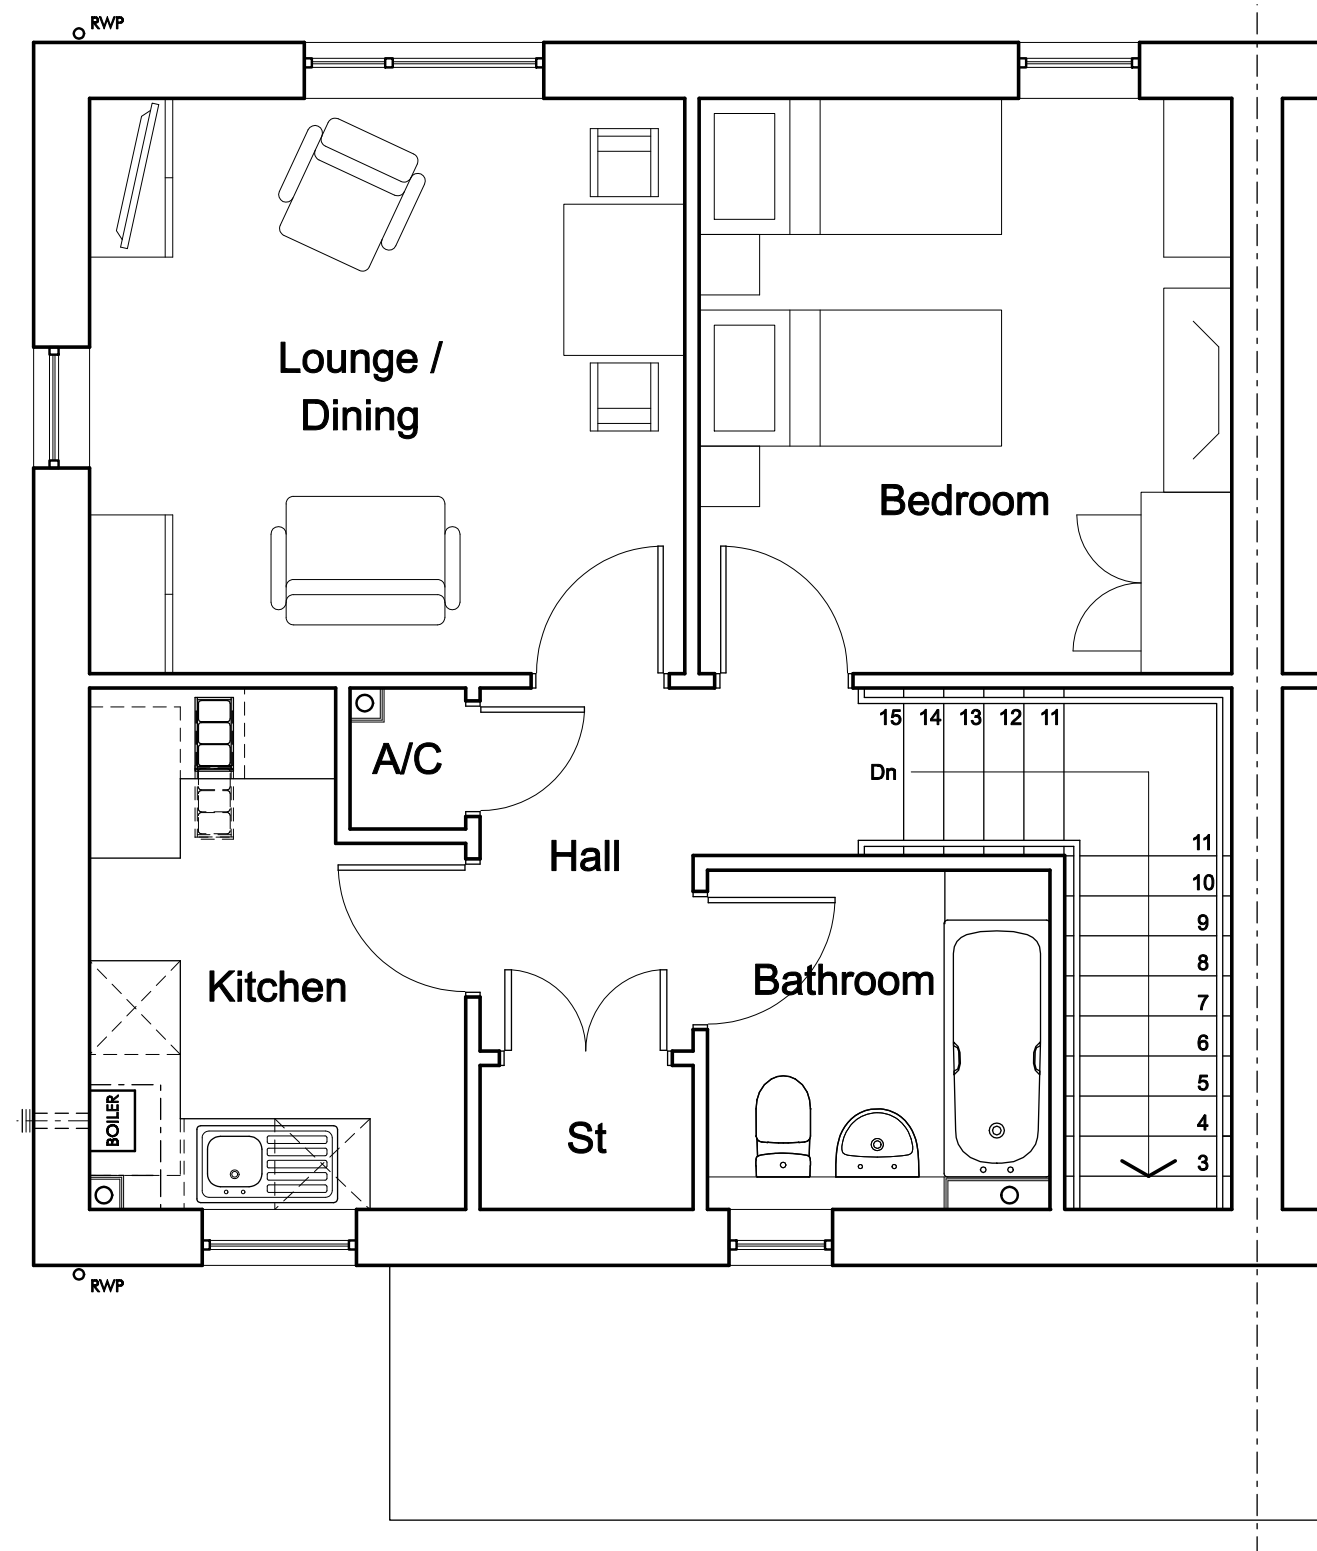 RWP
Lounge /
Dining
Bedroom
15 14 13 12 11
A/C
Dn
Hall
11
10
9
8
7
6
5
4
3
Kitchen
Bathroom
BOILER
St
RWP